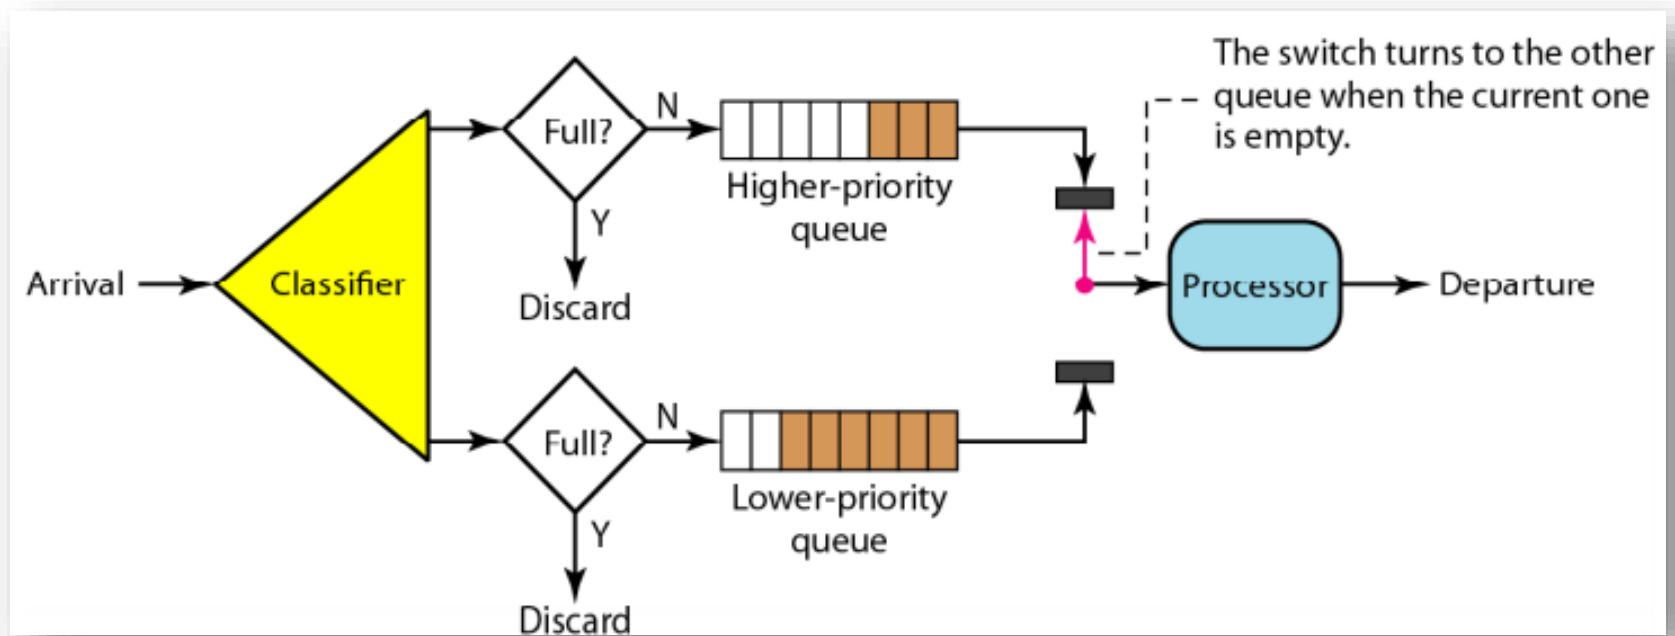 The switch turns to the other
queue when the current one
is empty.
Arrival
Classifier
Full?
N
Y
Discard
Higher-priority
queue
Full?
N
Y
Discard
Lower-priority
queue
Processor
Departure